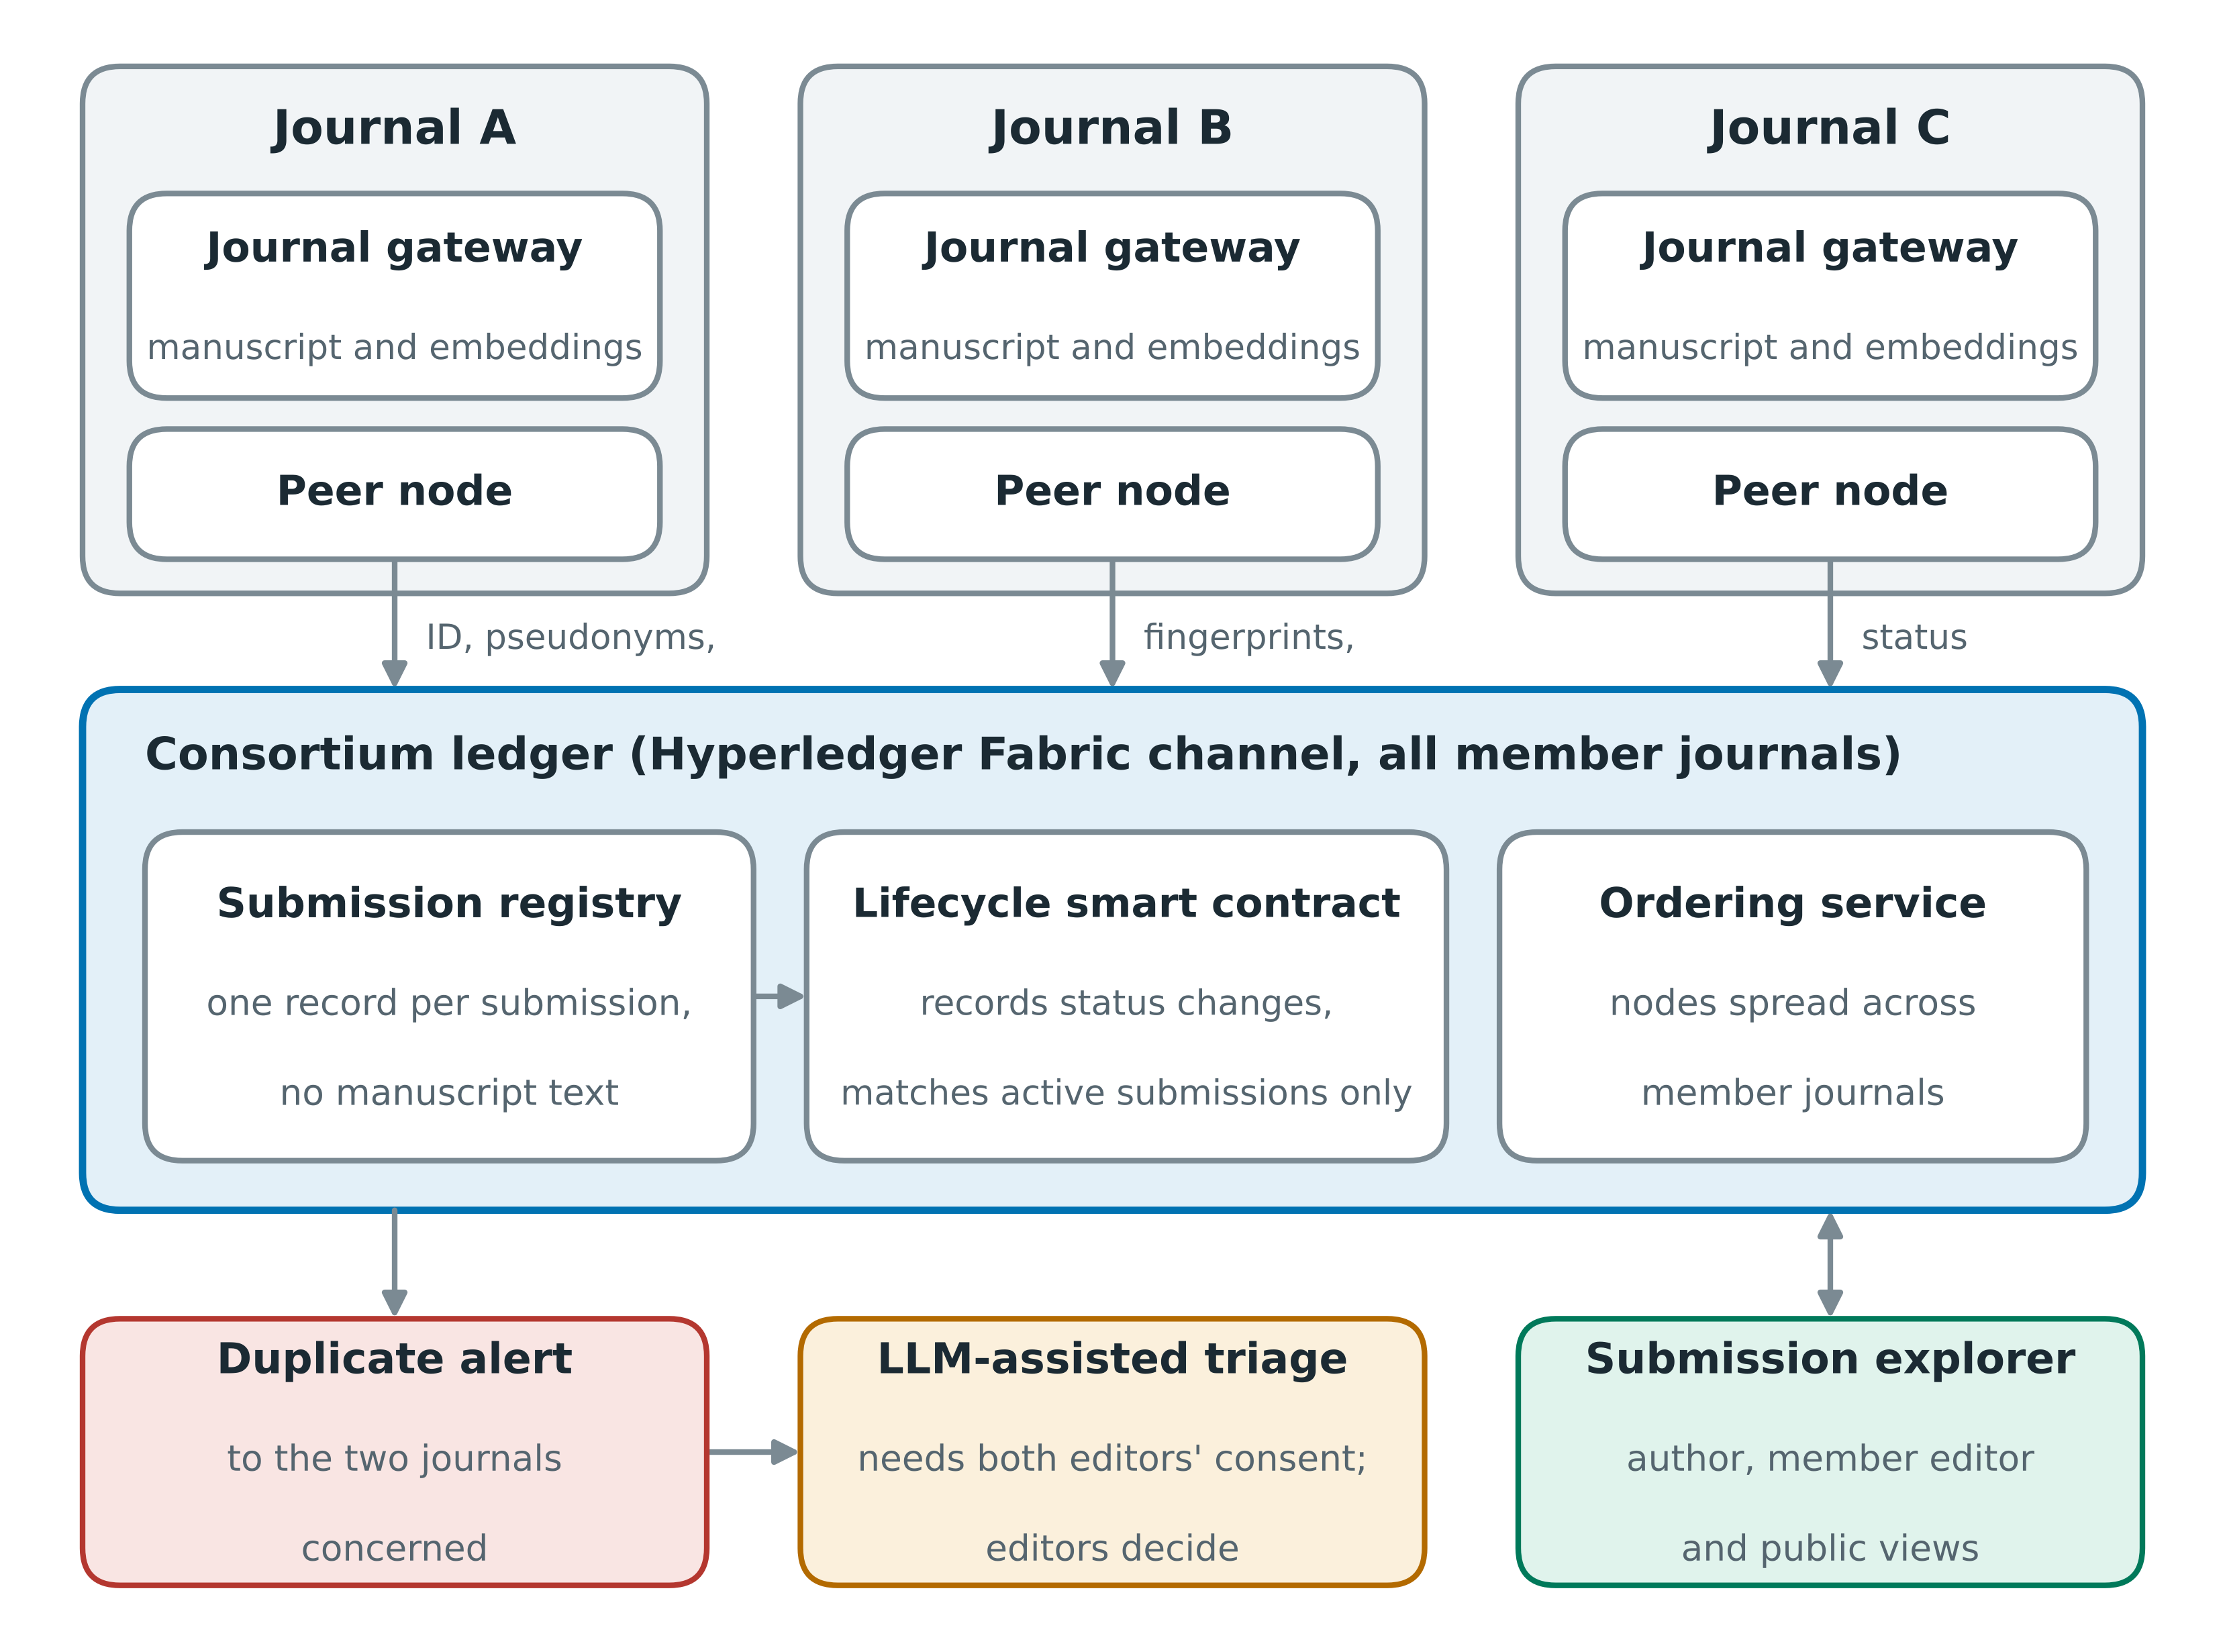 Journal A
Journal gateway
manuscript and embeddings
Peer node
Journal B
Journal gateway
manuscript and embeddings
Peer node
Journal C
Journal gateway
manuscript and embeddings
Peer node
ID, pseudonyms,
fingerprints,
status
Consortium ledger (Hyperledger Fabric channel, all member journals)
Submission registry
one record per submission,
no manuscript text
Lifecycle smart contract
records status changes,
matches active submissions only
Ordering service
nodes spread across
member journals
Duplicate alert
to the two journals
concerned
LLM-assisted triage
needs both editors' consent;
editors decide
Submission explorer
author, member editor
and public views